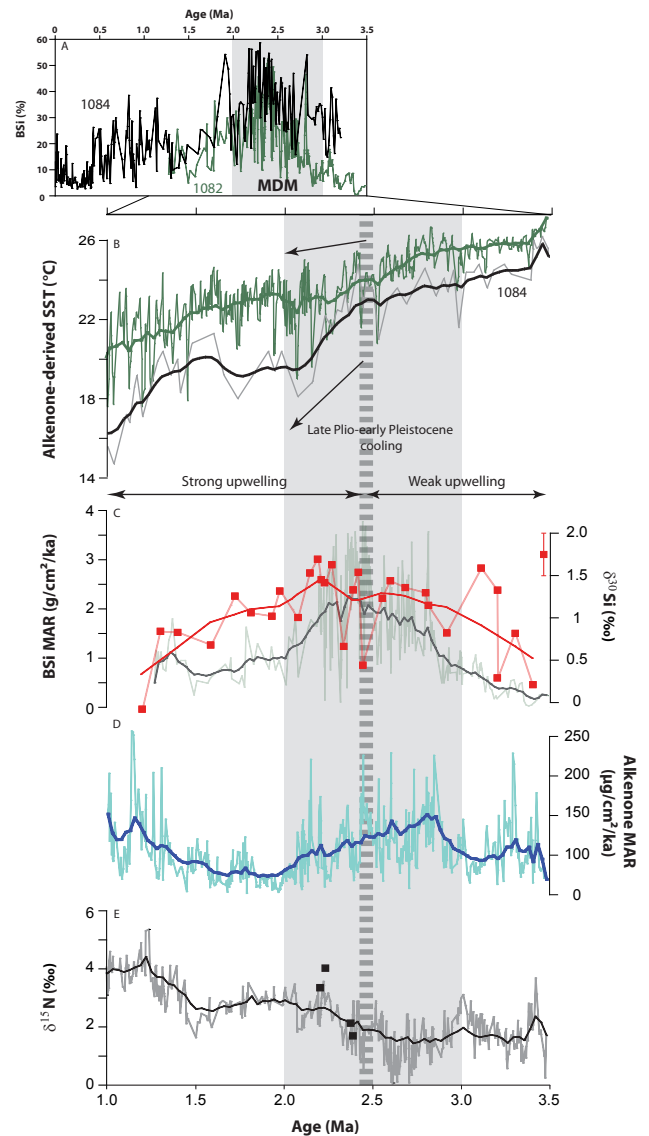 Age (Ma)
0 0.5 1.0 1.5 2.0 2.5 3.0 3.5
A
60
50
40
30
20
10
0
BSi (%)
1084
1082
MDM
B
26
22
18
14
Alkenone-derived SST (°C)
1084
Late Plio-early Pleistocene
cooling
Strong upwelling Weak upwelling
C
4
3
2
1
0
BSi MAR (g/cm²/ka)
2.0
1.5
1
0.5
0
δ³⁰Si (‰)
D
250
200
150
100
50
0
Alkenone MAR
(µg/cm²/ka)
E
6
4
2
0
δ¹⁵N (‰)
1.0 1.5 2.0 2.5 3.0 3.5
Age (Ma)